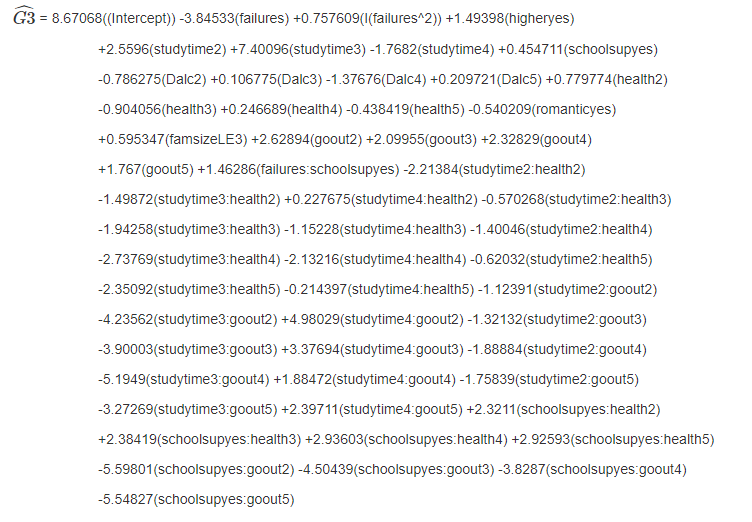 Ĝ3 = 8.67068((Intercept)) -3.84533(failures) +0.757609(I(failures^2)) +1.49398(higheryes)
+2.5596(studytime2) +7.40096(studytime3) -1.7682(studytime4) +0.454711(schoolsupyes)
-0.786275(Dalc2) +0.106775(Dalc3) -1.37676(Dalc4) +0.209721(Dalc5) +0.779774(health2)
-0.904056(health3) +0.246689(health4) -0.438419(health5) -0.540209(romanticyes)
+0.595347(famsizeLE3) +2.62894(goout2) +2.09955(goout3) +2.32829(goout4)
+1.767(goout5) +1.46286(failures:schoolsupyes) -2.21384(studytime2:health2)
-1.49872(studytime3:health2) +0.227675(studytime4:health2) -0.570268(studytime2:health3)
-1.94258(studytime3:health3) -1.15228(studytime4:health3) -1.40046(studytime2:health4)
-2.73769(studytime3:health4) -2.13216(studytime4:health4) -0.62032(studytime2:health5)
-2.35092(studytime3:health5) -0.214397(studytime4:health5) -1.12391(studytime2:goout2)
-4.23562(studytime3:goout2) +4.98029(studytime4:goout2) -1.32132(studytime2:goout3)
-3.90003(studytime3:goout3) +3.37694(studytime4:goout3) -1.88884(studytime2:goout4)
-5.1949(studytime3:goout4) +1.88472(studytime4:goout4) -1.75839(studytime2:goout5)
-3.27269(studytime3:goout5) +2.39711(studytime4:goout5) +2.3211(schoolsupyes:health2)
+2.38419(schoolsupyes:health3) +2.93603(schoolsupyes:health4) +2.92593(schoolsupyes:health5)
-5.59801(schoolsupyes:goout2) -4.50439(schoolsupyes:goout3) -3.8287(schoolsupyes:goout4)
-5.54827(schoolsupyes:goout5)